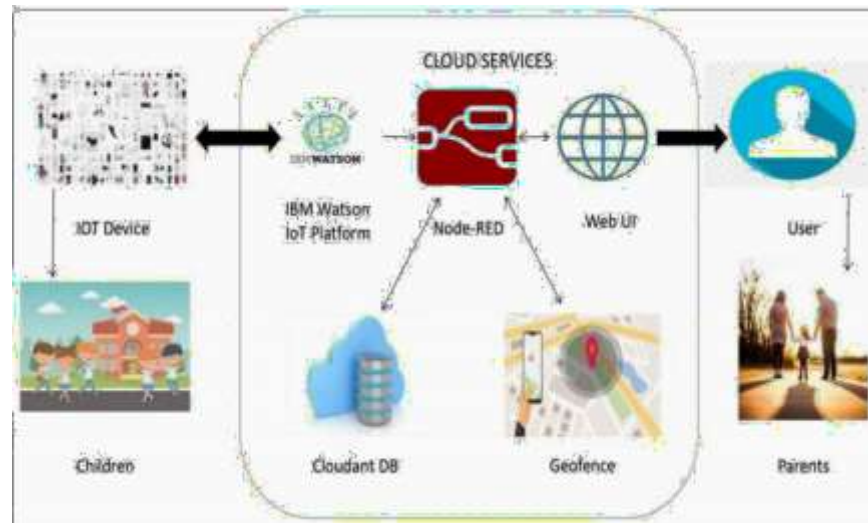 CLOUD SERVICES
IBM WATSON
IOT Device
IBM Watson
IoT Platform
Node-RED
Web UI
User
Children
Cloudant DB
Geofence
Parents